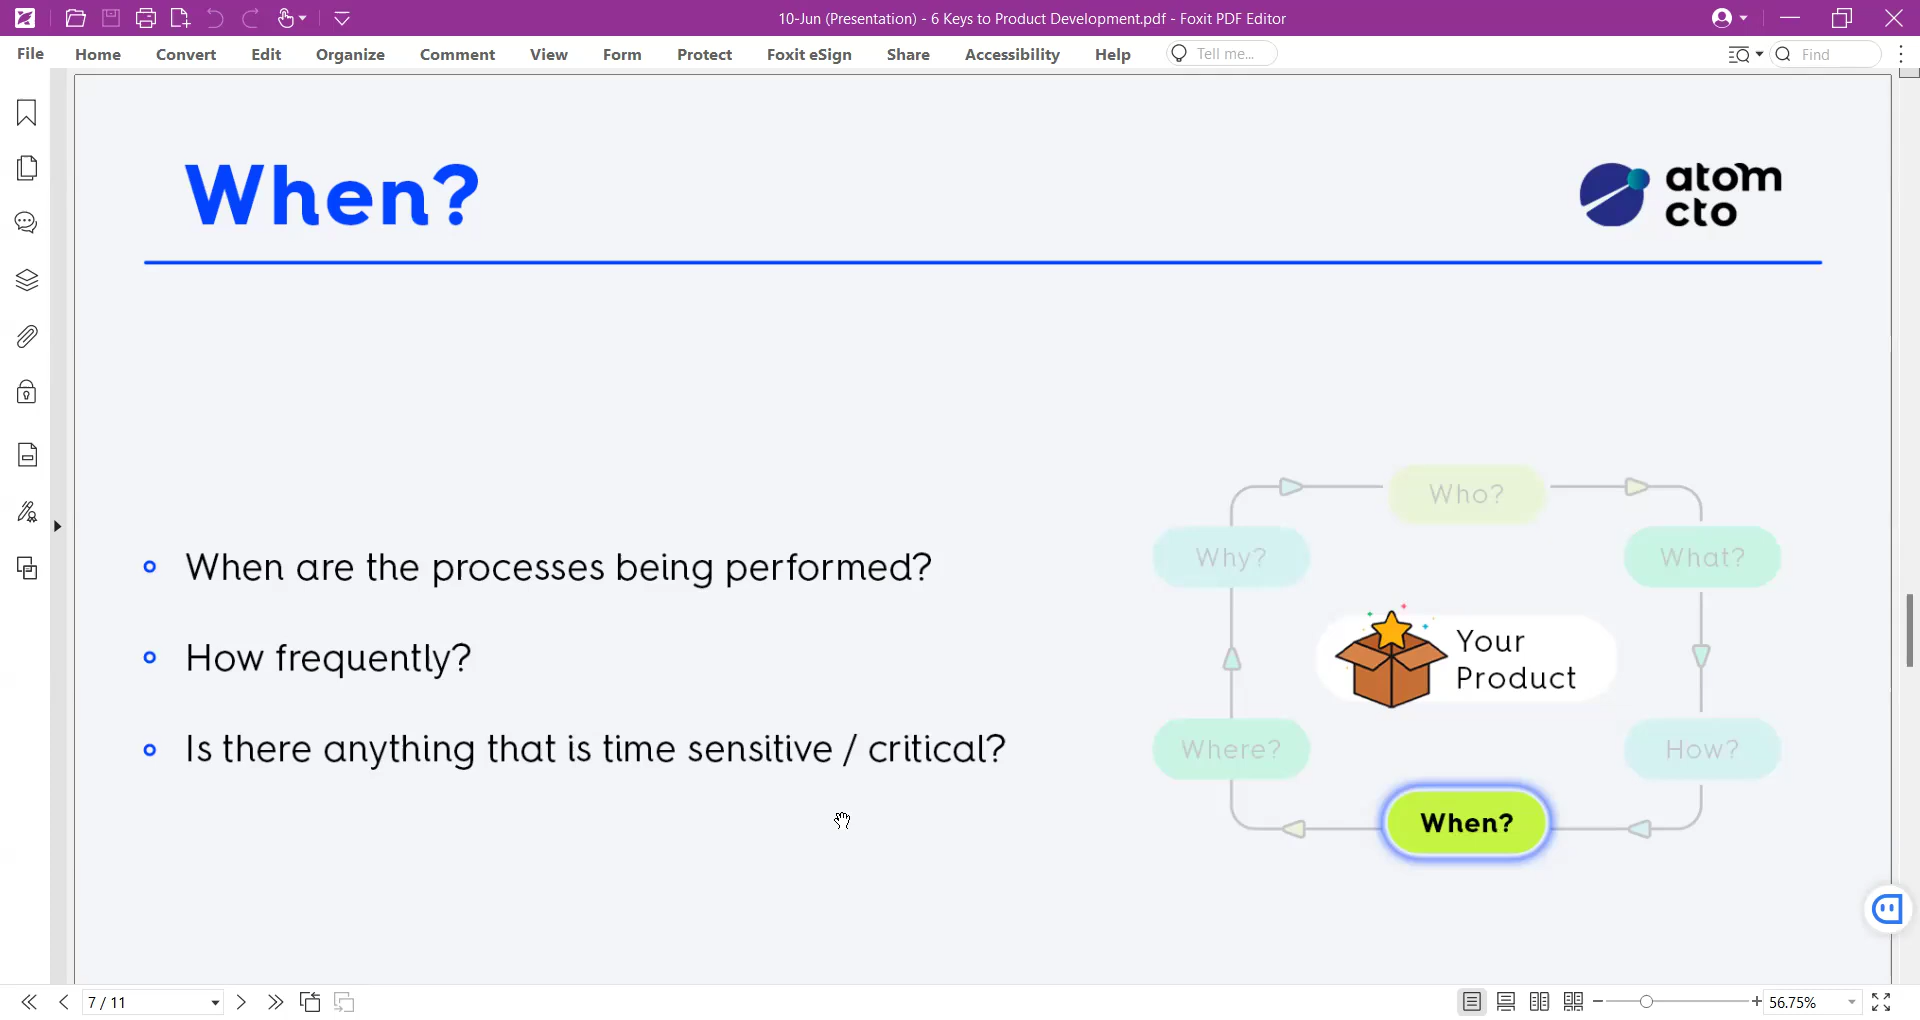 10-Jun (Presentation) - 6 Keys to Product Development.pdf - Foxit PDF Editor
File Home Convert Edit Organize Comment View Form Protect Foxit eSign Share Accessibility Help Tell me... Find
When?
atom
cto
When are the processes being performed?
How frequently?
Is there anything that is time sensitive / critical?
Who?
Why?
What?
Your
Product
Where?
How?
When?
7 / 11
56.75%